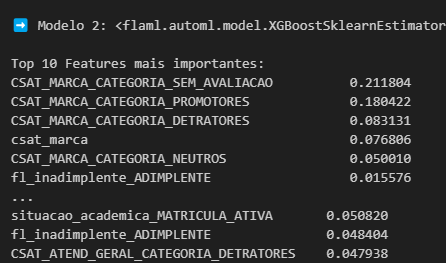 ➡ Modelo 2: <flaml.automl.model.XGBoostSklearnEstimator
Top 10 Features mais importantes:
CSAT_MARCA_CATEGORIA_SEM_AVALIACAO 0.211804
CSAT_MARCA_CATEGORIA_PROMOTORES 0.180422
CSAT_MARCA_CATEGORIA_DETRATORES 0.083131
csat_marca 0.076806
CSAT_MARCA_CATEGORIA_NEUTROS 0.050010
fl_inadimplente_ADIMPLENTE 0.015576
...
situacao_academica_MATRICULA_ATIVA 0.050820
fl_inadimplente_ADIMPLENTE 0.048404
CSAT_ATEND_GERAL_CATEGORIA_DETRATORES 0.047938